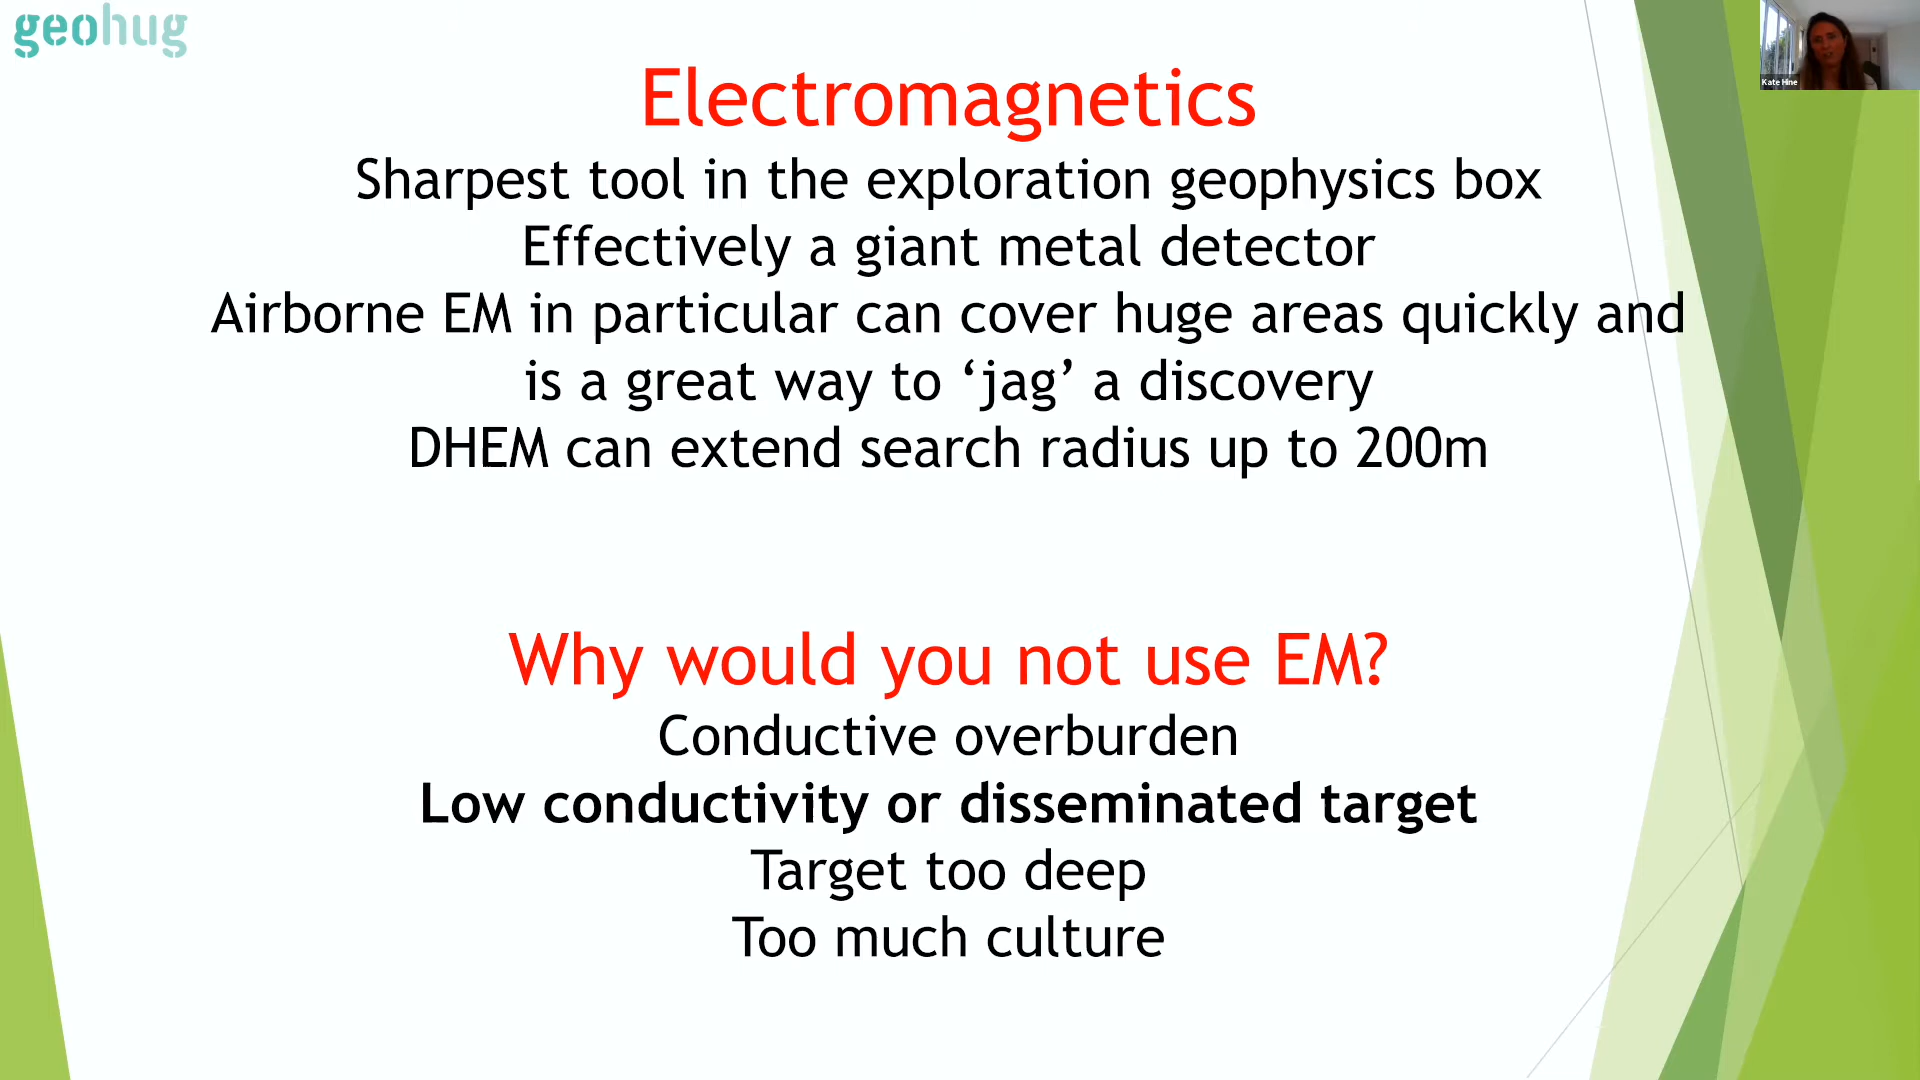 geohug
Kate Hine
Electromagnetics
Sharpest tool in the exploration geophysics box
Effectively a giant metal detector
Airborne EM in particular can cover huge areas quickly and
is a great way to ‘jag’ a discovery
DHEM can extend search radius up to 200m
Why would you not use EM?
Conductive overburden
Low conductivity or disseminated target
Target too deep
Too much culture